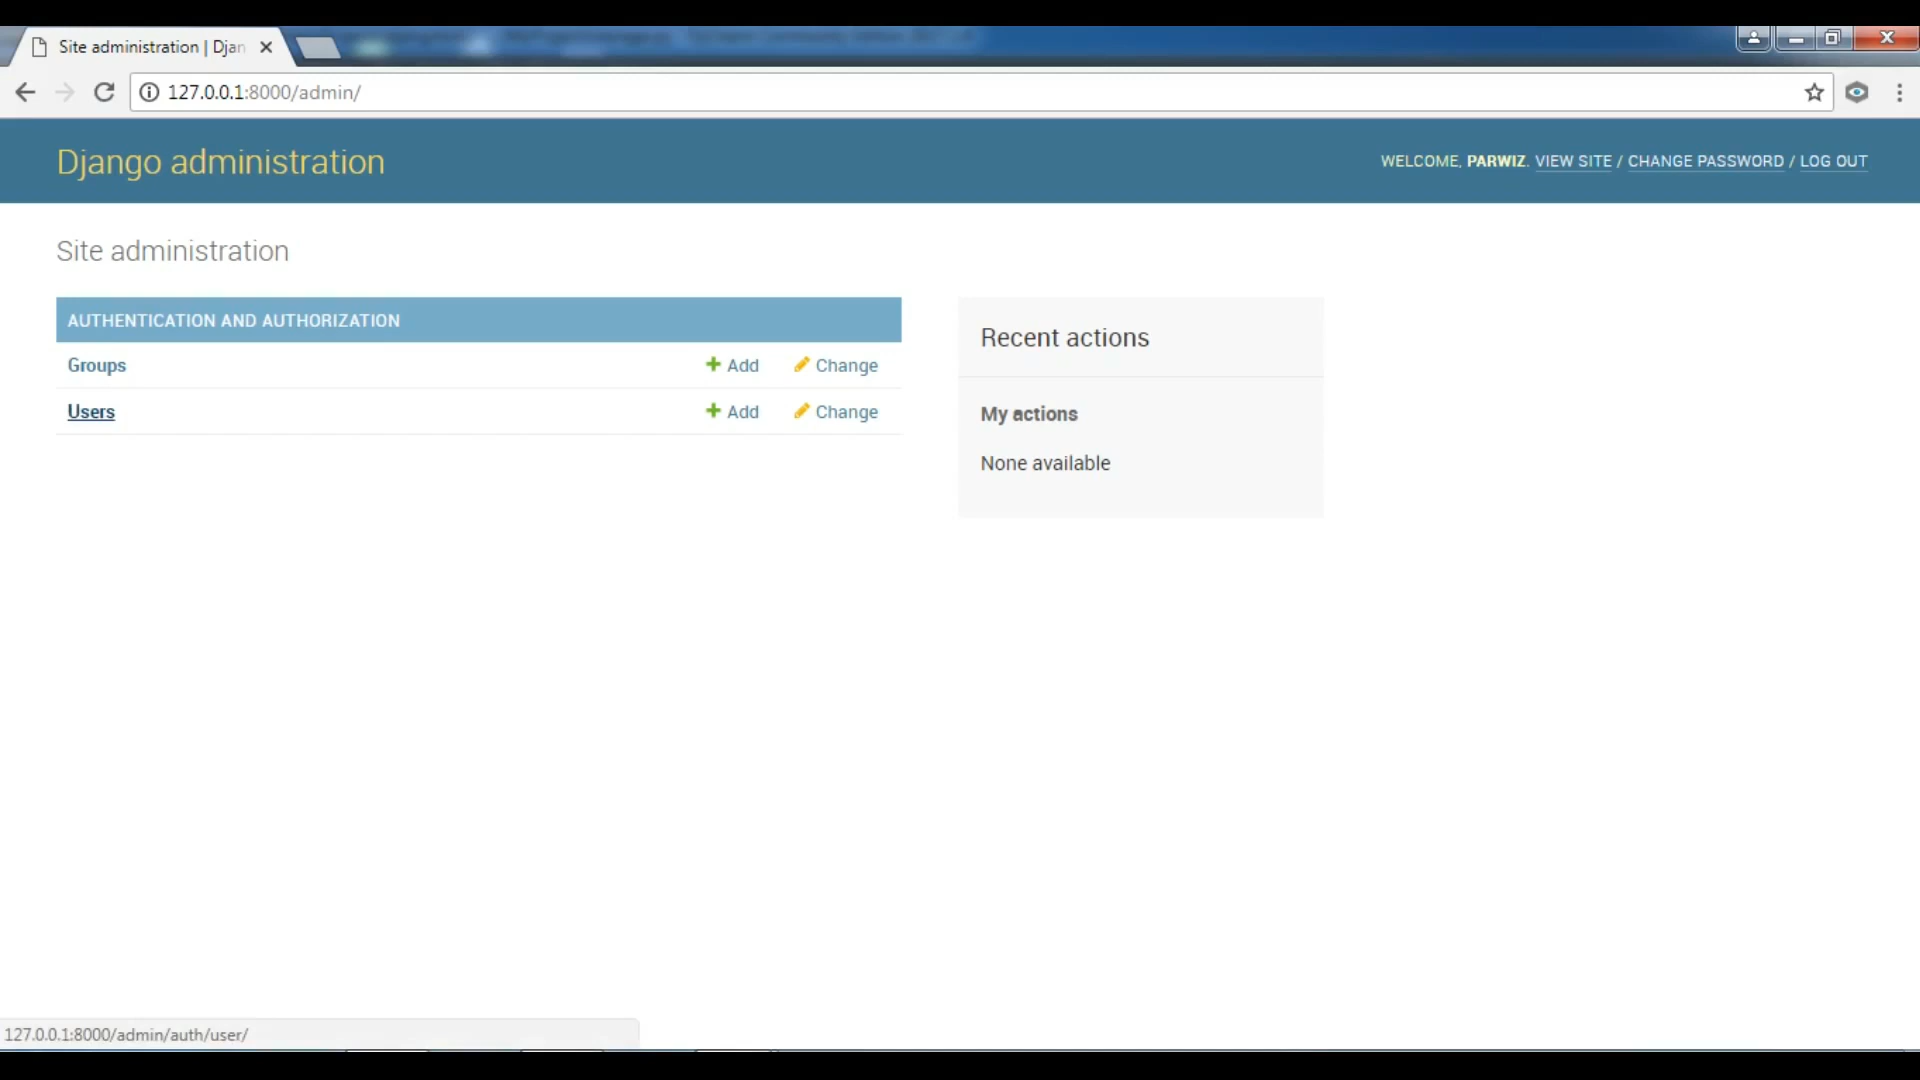 Site administration | Djan
127.0.0.1:8000/admin/
Django administration
WELCOME, PARWIZ. VIEW SITE / CHANGE PASSWORD / LOG OUT
Site administration
AUTHENTICATION AND AUTHORIZATION
Groups Add Change
Users Add Change
Recent actions
My actions
None available
127.0.0.1:8000/admin/auth/user/